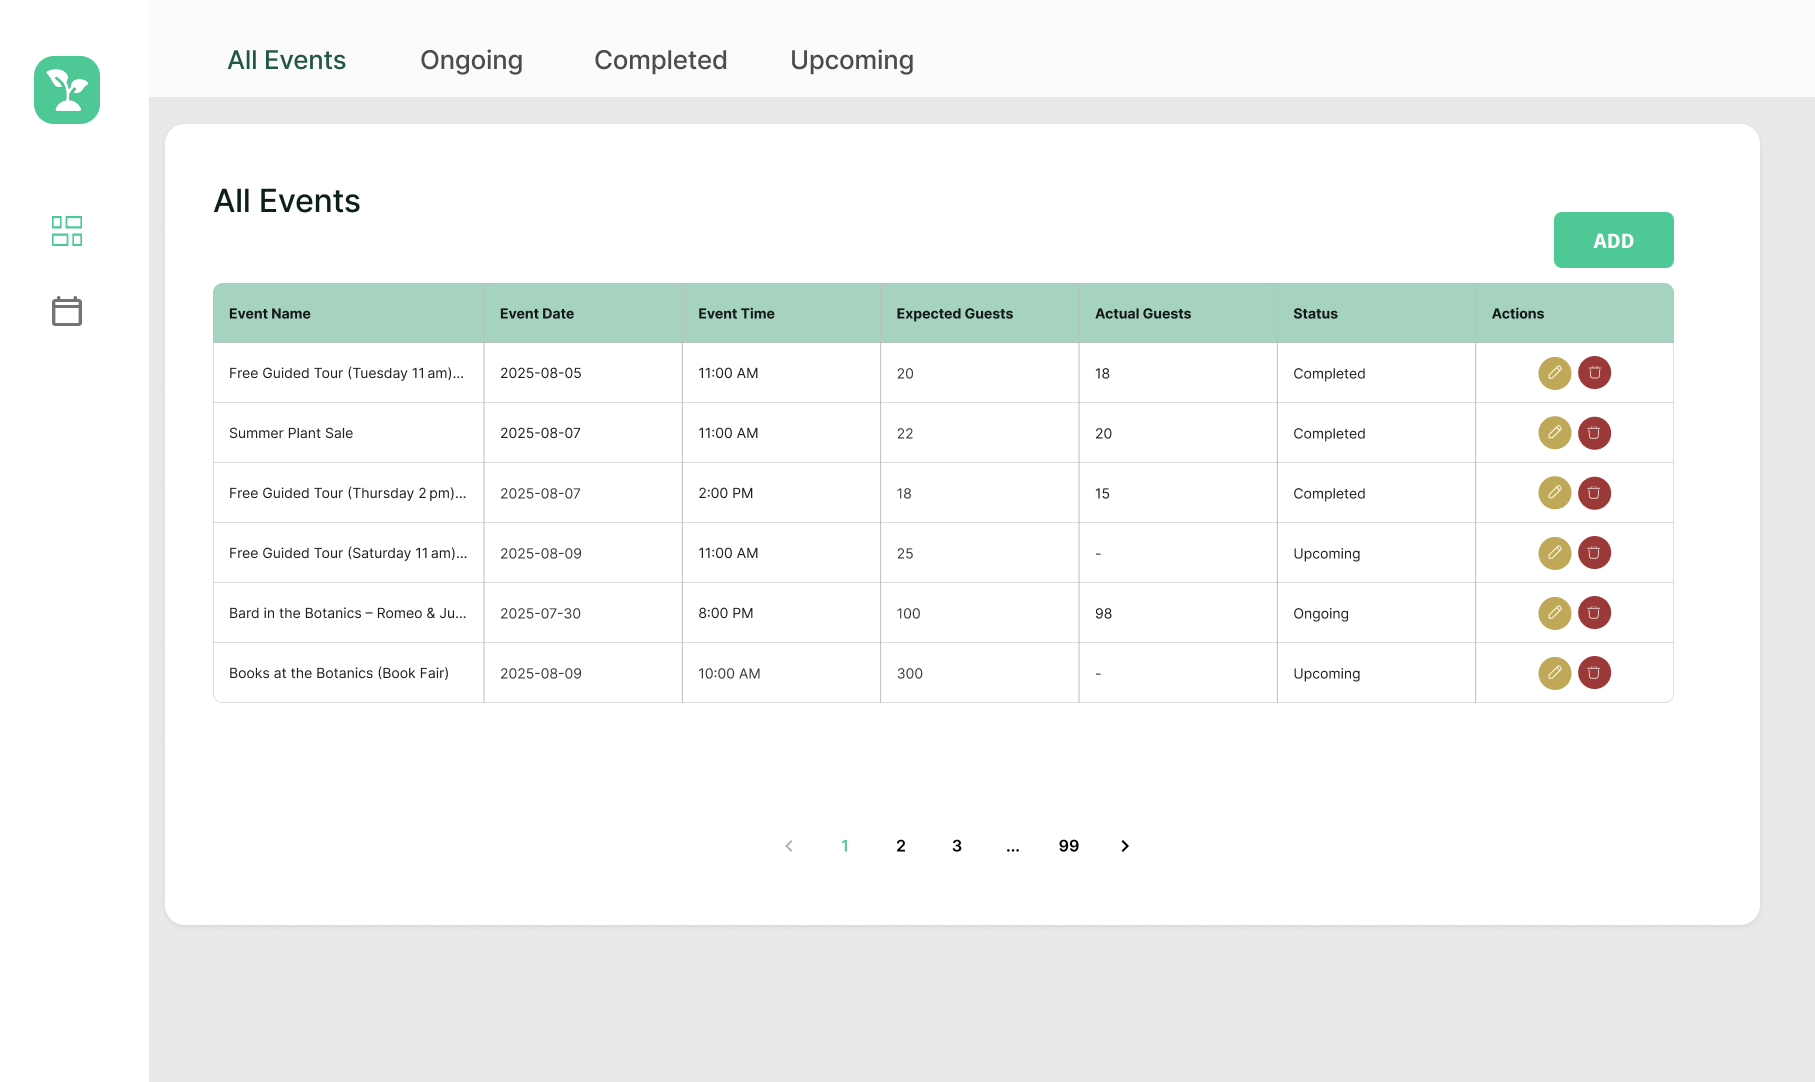 All Events Ongoing Completed Upcoming
All Events
ADD
Event Name Event Date Event Time Expected Guests Actual Guests Status Actions
Free Guided Tour (Tuesday 11 am)... 2025-08-05 11:00 AM 20 18 Completed
Summer Plant Sale 2025-08-07 11:00 AM 22 20 Completed
Free Guided Tour (Thursday 2 pm)... 2025-08-07 2:00 PM 18 15 Completed
Free Guided Tour (Saturday 11 am)... 2025-08-09 11:00 AM 25 - Upcoming
Bard in the Botanics – Romeo & Ju... 2025-07-30 8:00 PM 100 98 Ongoing
Books at the Botanics (Book Fair) 2025-08-09 10:00 AM 300 - Upcoming
1 2 3 ... 99